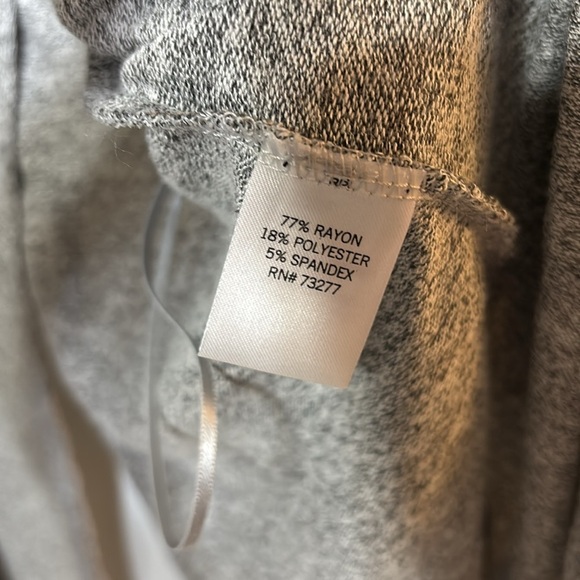 77% RAYON
18% POLYESTER
5% SPANDEX
RN# 73277